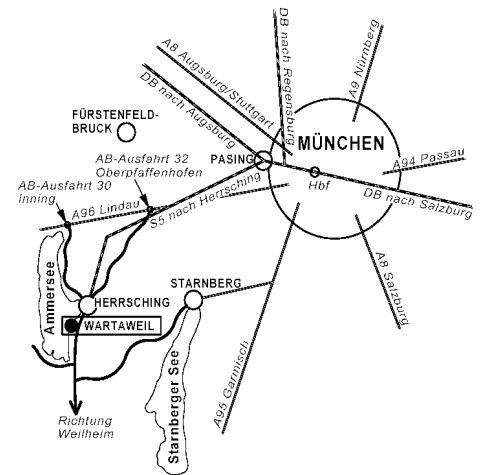 A8 Augsburg/Stuttgart
DB nach Regensburg
A9 Nürnberg
DB nach Augsburg
FÜRSTENFELD-
BRUCK
MÜNCHEN
PASING
A94 Passau
AB-Ausfahrt 32
Oberpfaffenhofen
Hbf
AB-Ausfahrt 30
Inning
A96 Lindau
S5 nach Herrsching
DB nach Salzburg
A8 Salzburg
Ammersee
STARNBERG
HERRSCHING
WARTAWEIL
Starnberger See
A95 Garmisch
Richtung
Weilheim